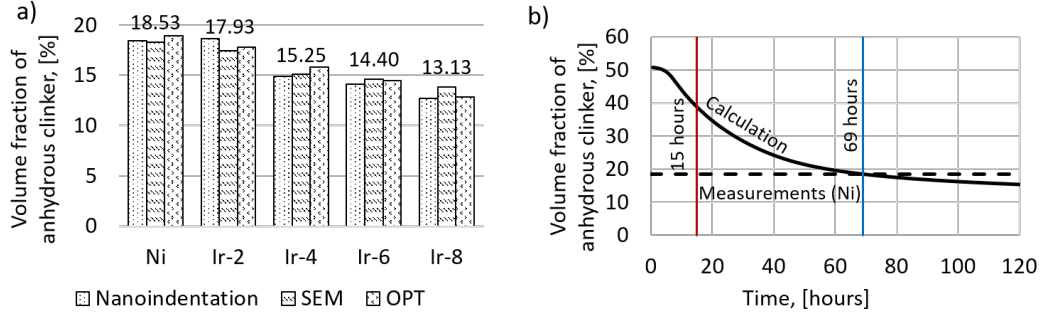 a)
Volume fraction of
anhydrous clinker, [%]
20
15
10
5
0
18.53
17.93
15.25
14.40
13.13
Ni
Ir-2
Ir-4
Ir-6
Ir-8
Nanoindentation
SEM
OPT
b)
Volume fraction of
anhydrous clinker, [%]
60
50
40
30
20
10
0
15 hours
Calculation
69 hours
Measurements (Ni)
0
20
40
60
80
100
120
Time, [hours]